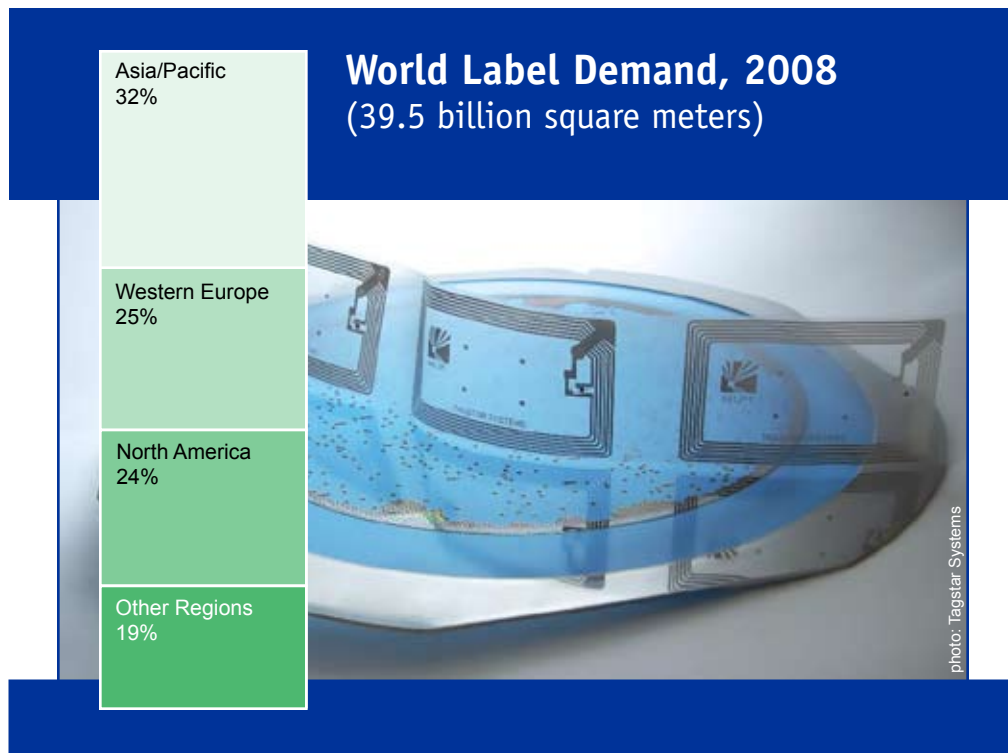 World Label Demand, 2008
(39.5 billion square meters)
Asia/Pacific
32%
Western Europe
25%
North America
24%
Other Regions
19%
photo: Tagstar Systems